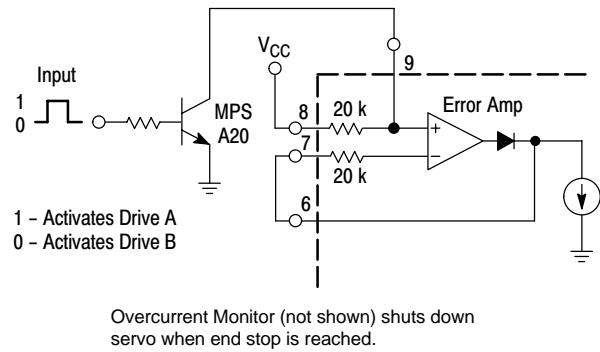 Input
1
0
MPS
A20
VCC
9
8
20 k
7
20 k
6
+
−
Error Amp
1 – Activates Drive A
0 – Activates Drive B
Overcurrent Monitor (not shown) shuts down
servo when end stop is reached.